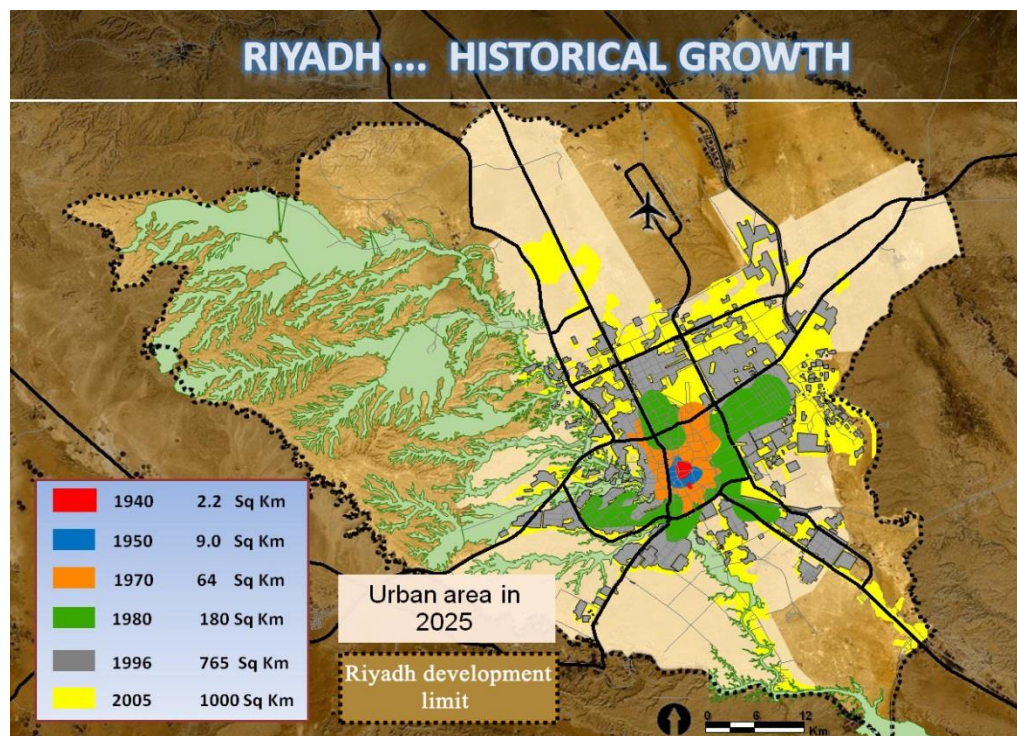 RIYADH ... HISTORICAL GROWTH
1940 2.2 Sq Km
1950 9.0 Sq Km
1970 64 Sq Km
1980 180 Sq Km
1996 765 Sq Km
2005 1000 Sq Km
Urban area in
2025
Riyadh development
limit
0 6 12
Km